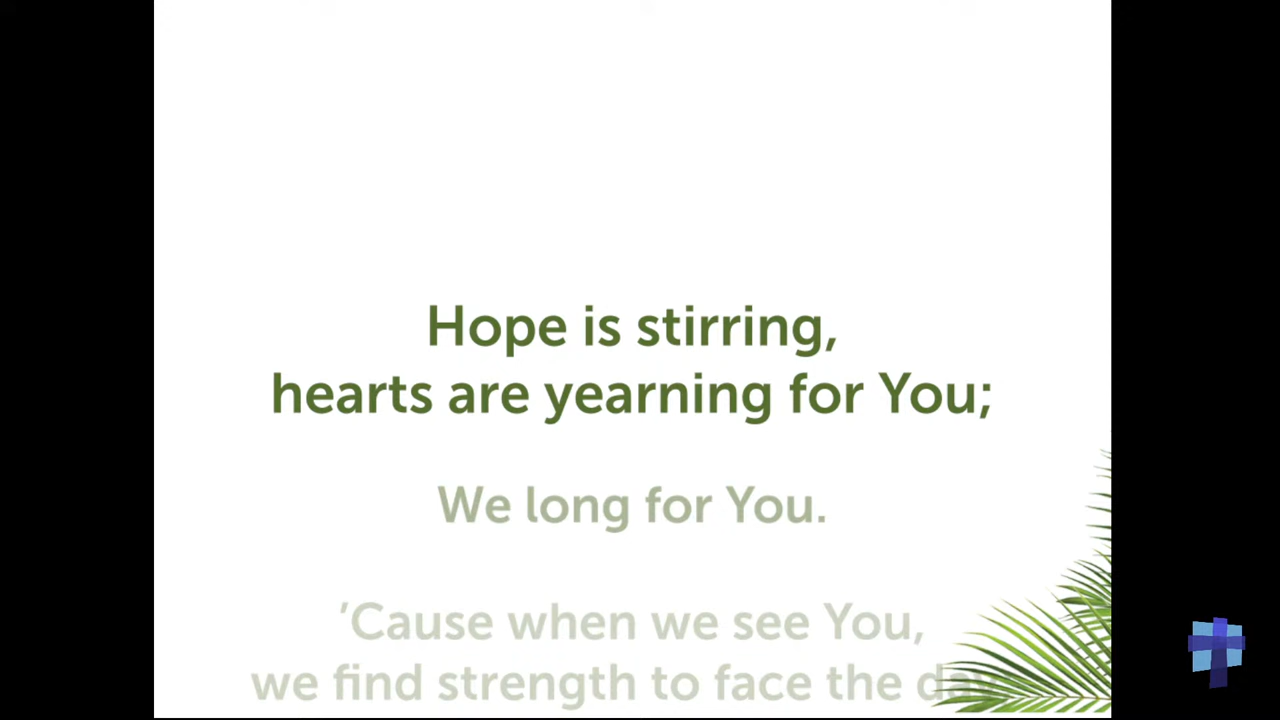 Hope is stirring,
hearts are yearning for You;
We long for You.
’Cause when we see You,
we find strength to face the day